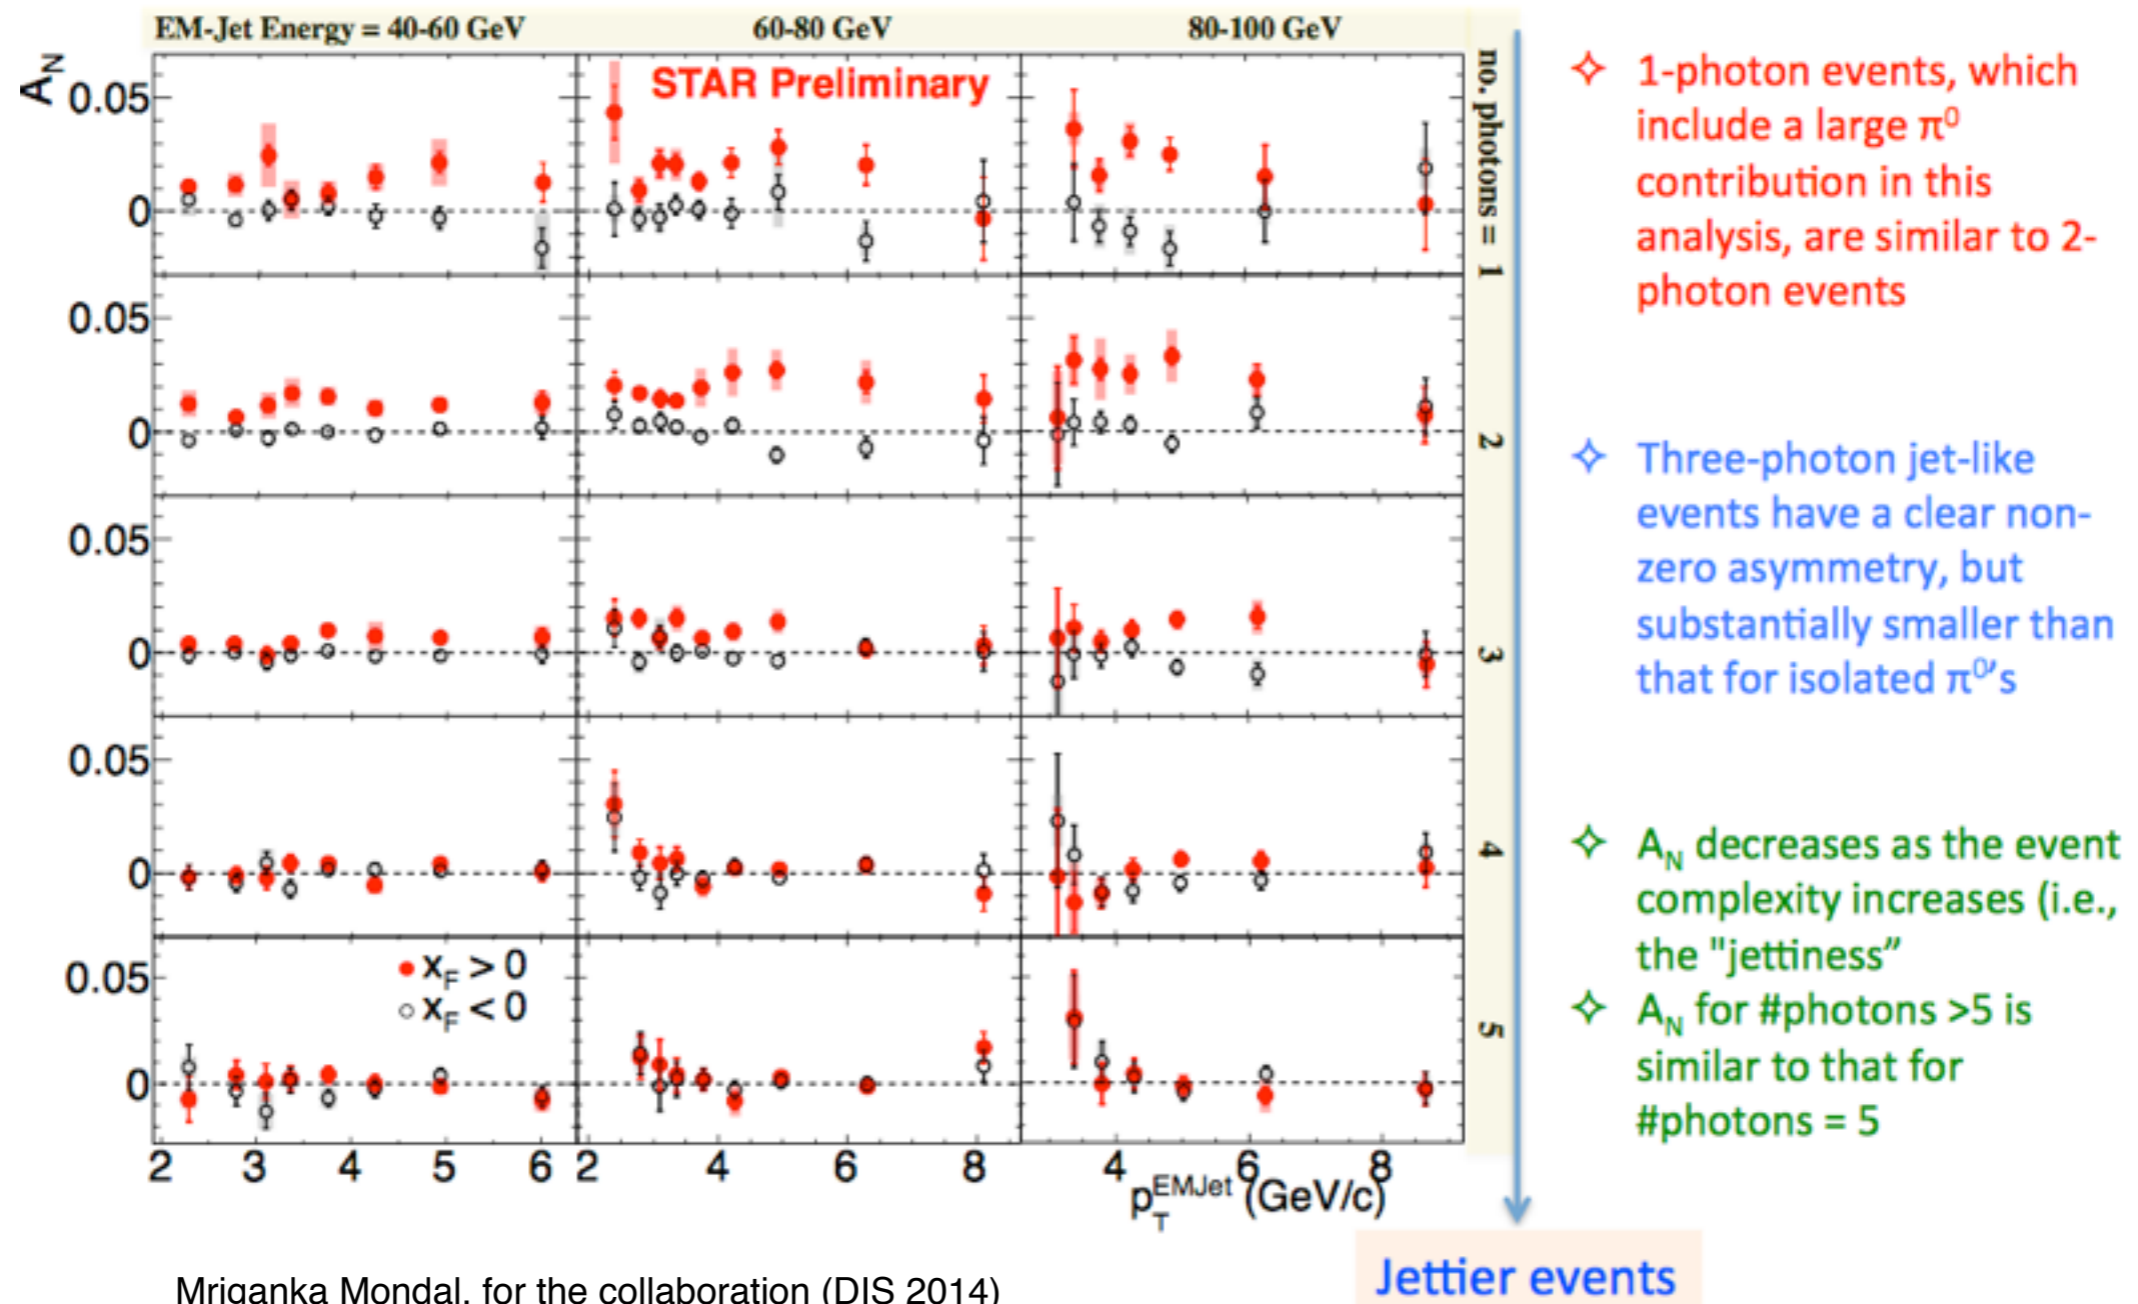 EM-Jet Energy = 40-60 GeV 60-80 GeV 80-100 GeV
A_N
STAR Preliminary
0.05
0
0.05
0
0.05
0
0.05
0
0.05
0
x_F > 0
x_F < 0
no. photons = 1
2
3
4
5
2 3 4 5 6 2 4 6 8 4 6 8
p_T^EMJet (GeV/c)
✧ 1-photon events, which
include a large π⁰
contribution in this
analysis, are similar to 2-
photon events
✧ Three-photon jet-like
events have a clear non-
zero asymmetry, but
substantially smaller than
that for isolated π⁰'s
✧ A_N decreases as the event
complexity increases (i.e.,
the "jettiness”
✧ A_N for #photons >5 is
similar to that for
#photons = 5
Jettier events
Mriganka Mondal, for the collaboration (DIS 2014)